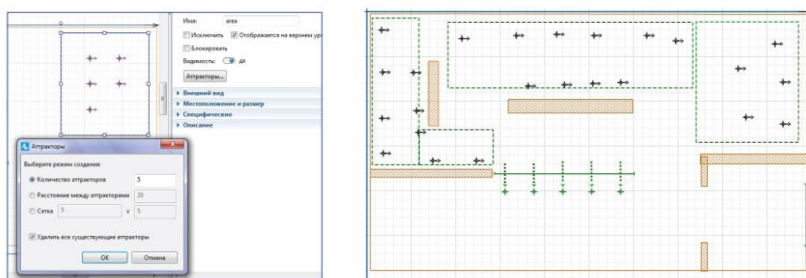 Имя: area
Исключить Отображается на верхнем ур
Блокировать
Видимость: да
Аттракторы...
Внешний вид
Местоположение и размер
Специфические
Описание
Аттракторы
Выберите режим создания:
Количество аттракторов 5
Расстояние между аттракторами 20
Сетка 5 x 5
Удалить все существующие аттракторы
OK Отмена